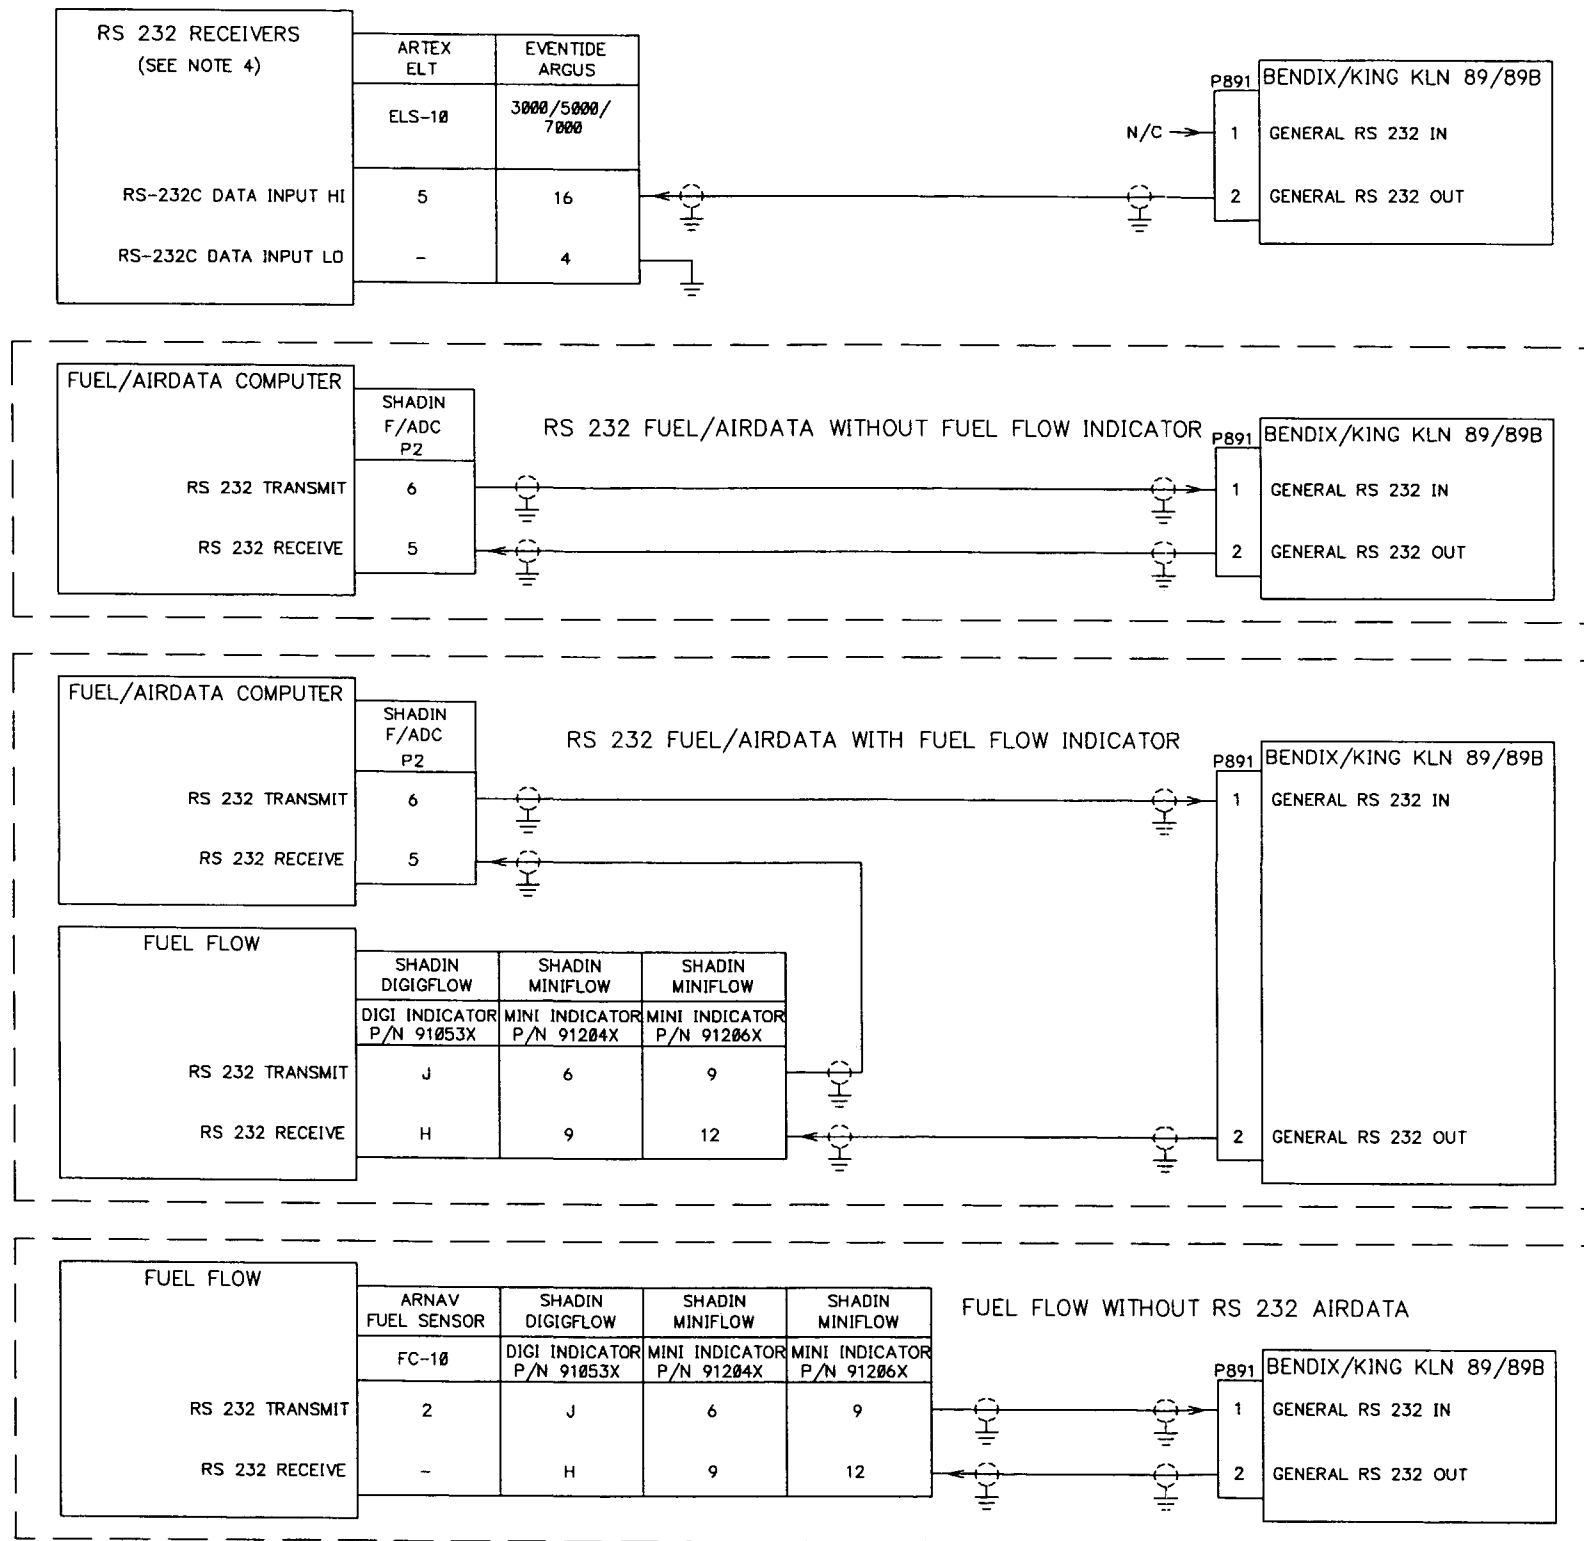 RS 232 RECEIVERS
(SEE NOTE 4)
ARTEX
ELT
EVENTIDE
ARGUS
ELS-10
3000/5000/
7000
RS-232C DATA INPUT HI
5
16
RS-232C DATA INPUT LO
-
4
N/C
P891
BENDIX/KING KLN 89/89B
1
GENERAL RS 232 IN
2
GENERAL RS 232 OUT
FUEL/AIRDATA COMPUTER
SHADIN
F/ADC
P2
RS 232 FUEL/AIRDATA WITHOUT FUEL FLOW INDICATOR
RS 232 TRANSMIT
6
RS 232 RECEIVE
5
P891
BENDIX/KING KLN 89/89B
1
GENERAL RS 232 IN
2
GENERAL RS 232 OUT
FUEL/AIRDATA COMPUTER
SHADIN
F/ADC
P2
RS 232 FUEL/AIRDATA WITH FUEL FLOW INDICATOR
RS 232 TRANSMIT
6
RS 232 RECEIVE
5
P891
BENDIX/KING KLN 89/89B
1
GENERAL RS 232 IN
FUEL FLOW
SHADIN
DIGIGFLOW
SHADIN
MINIFLOW
SHADIN
MINIFLOW
DIGI INDICATOR
P/N 91053X
MINI INDICATOR
P/N 91204X
MINI INDICATOR
P/N 91206X
RS 232 TRANSMIT
J
6
9
RS 232 RECEIVE
H
9
12
2
GENERAL RS 232 OUT
FUEL FLOW
ARNAV
FUEL SENSOR
SHADIN
DIGIFLOW
SHADIN
MINIFLOW
SHADIN
MINIFLOW
FUEL FLOW WITHOUT RS 232 AIRDATA
FC-10
DIGI INDICATOR
P/N 91053X
MINI INDICATOR
P/N 91204X
MINI INDICATOR
P/N 91206X
RS 232 TRANSMIT
2
J
6
9
RS 232 RECEIVE
-
H
9
12
P891
BENDIX/KING KLN 89/89B
1
GENERAL RS 232 IN
2
GENERAL RS 232 OUT